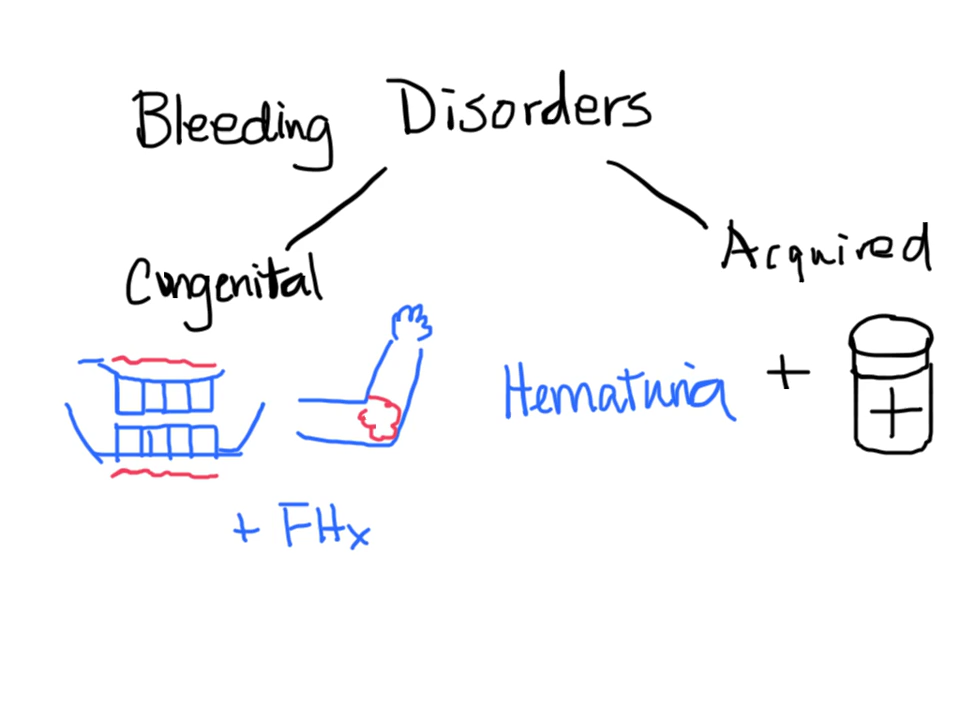 Bleeding Disorders
Congenital
Acquired
Hematuria +
+ FHx